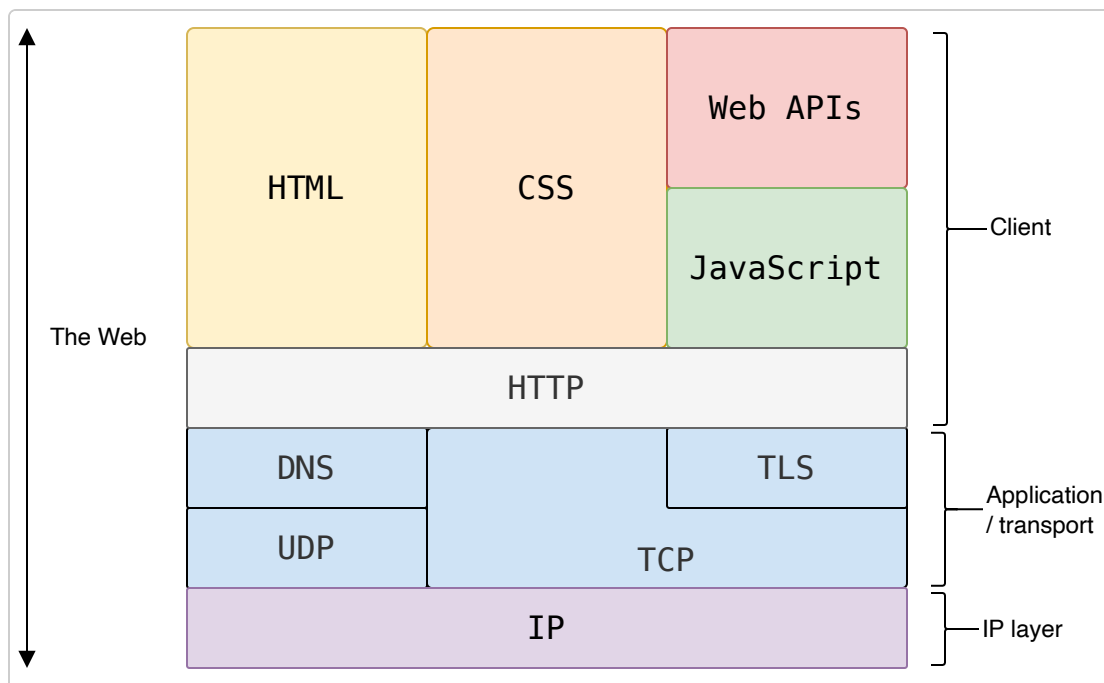 Web APIs
HTML
CSS
JavaScript
Client
The Web
HTTP
DNS
TLS
Application
/ transport
UDP
TCP
IP
IP layer